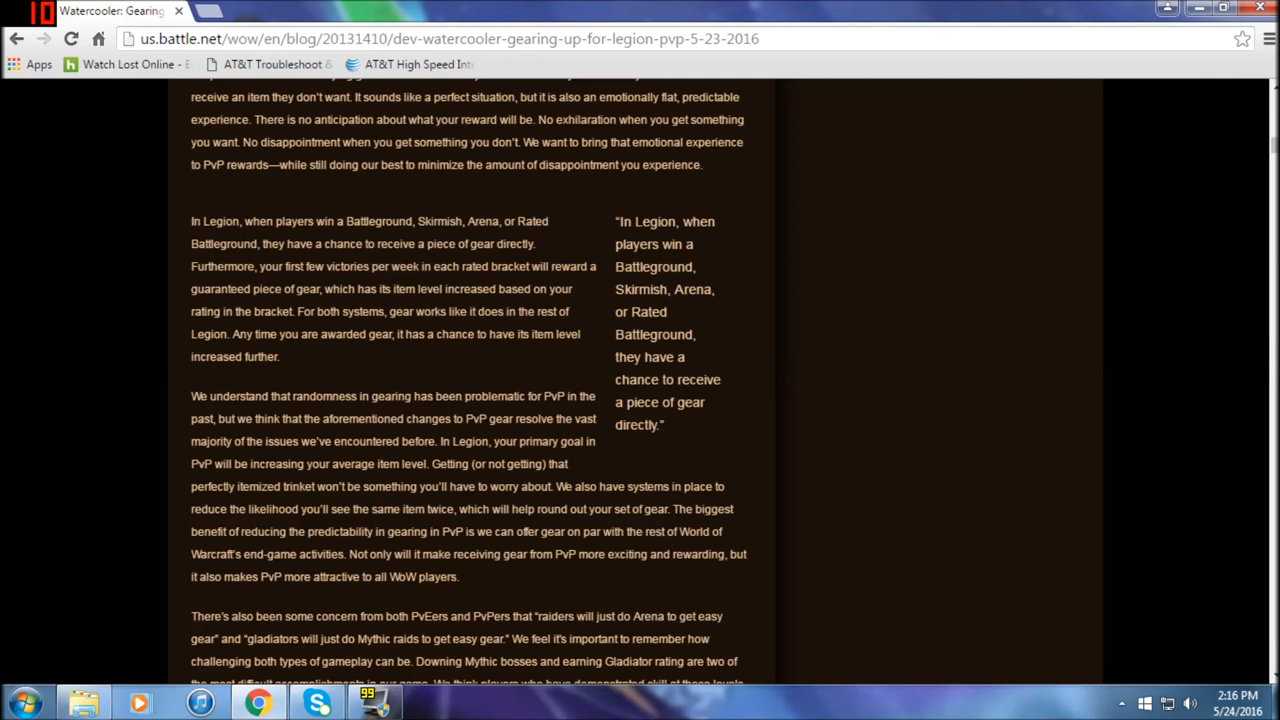 10
Watercooler: Gearing
us.battle.net/wow/en/blog/20131410/dev-watercooler-gearing-up-for-legion-pvp-5-23-2016
Apps
Watch Lost Online - E
AT&T Troubleshoot &
AT&T High Speed Inte
receive an item they don't want. It sounds like a perfect situation, but it is also an emotionally flat, predictable
experience. There is no anticipation about what your reward will be. No exhilaration when you get something
you want. No disappointment when you get something you don't. We want to bring that emotional experience
to PvP rewards—while still doing our best to minimize the amount of disappointment you experience.
In Legion, when players win a Battleground, Skirmish, Arena, or Rated
Battleground, they have a chance to receive a piece of gear directly.
Furthermore, your first few victories per week in each rated bracket will reward a
guaranteed piece of gear, which has its item level increased based on your
rating in the bracket. For both systems, gear works like it does in the rest of
Legion. Any time you are awarded gear, it has a chance to have its item level
increased further.
"In Legion, when
players win a
Battleground,
Skirmish, Arena,
or Rated
Battleground,
they have a
chance to receive
a piece of gear
directly."
We understand that randomness in gearing has been problematic for PvP in the
past, but we think that the aforementioned changes to PvP gear resolve the vast
majority of the issues we've encountered before. In Legion, your primary goal in
PvP will be increasing your average item level. Getting (or not getting) that
perfectly itemized trinket won't be something you'll have to worry about. We also have systems in place to
reduce the likelihood you'll see the same item twice, which will help round out your set of gear. The biggest
benefit of reducing the predictability in gearing in PvP is we can offer gear on par with the rest of World of
Warcraft's end-game activities. Not only will it make receiving gear from PvP more exciting and rewarding, but
it also makes PvP more attractive to all WoW players.
There's also been some concern from both PvEers and PvPers that "raiders will just do Arena to get easy
gear" and "gladiators will just do Mythic raids to get easy gear." We feel it's important to remember how
challenging both types of gameplay can be. Downing Mythic bosses and earning Gladiator rating are two of
the most difficult accomplishments in our game. We think players who have demonstrated skill at these levels
99
2:16 PM
5/24/2016